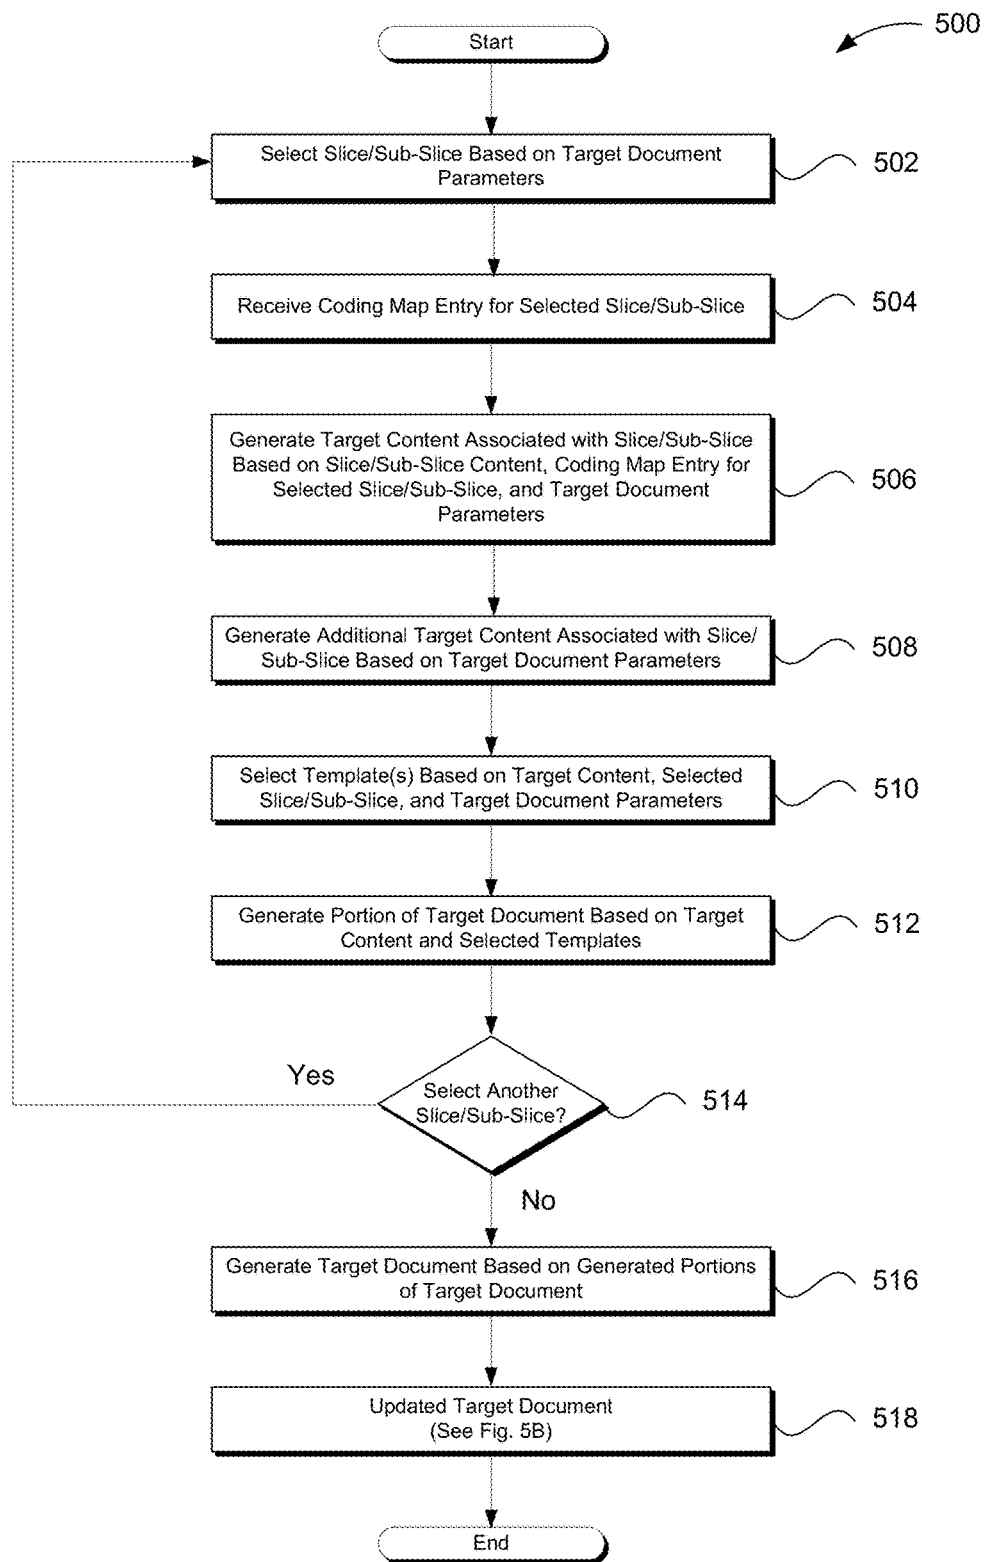 500
Start
Select Slice/Sub-Slice Based on Target Document
Parameters
502
Receive Coding Map Entry for Selected Slice/Sub-Slice
504
Generate Target Content Associated with Slice/Sub-Slice
Based on Slice/Sub-Slice Content, Coding Map Entry for
Selected Slice/Sub-Slice, and Target Document
Parameters
506
Generate Additional Target Content Associated with Slice/
Sub-Slice Based on Target Document Parameters
508
Select Template(s) Based on Target Content, Selected
Slice/Sub-Slice, and Target Document Parameters
510
Generate Portion of Target Document Based on Target
Content and Selected Templates
512
Yes
Select Another
Slice/Sub-Slice?
514
No
Generate Target Document Based on Generated Portions
of Target Document
516
Updated Target Document
(See Fig. 5B)
518
End